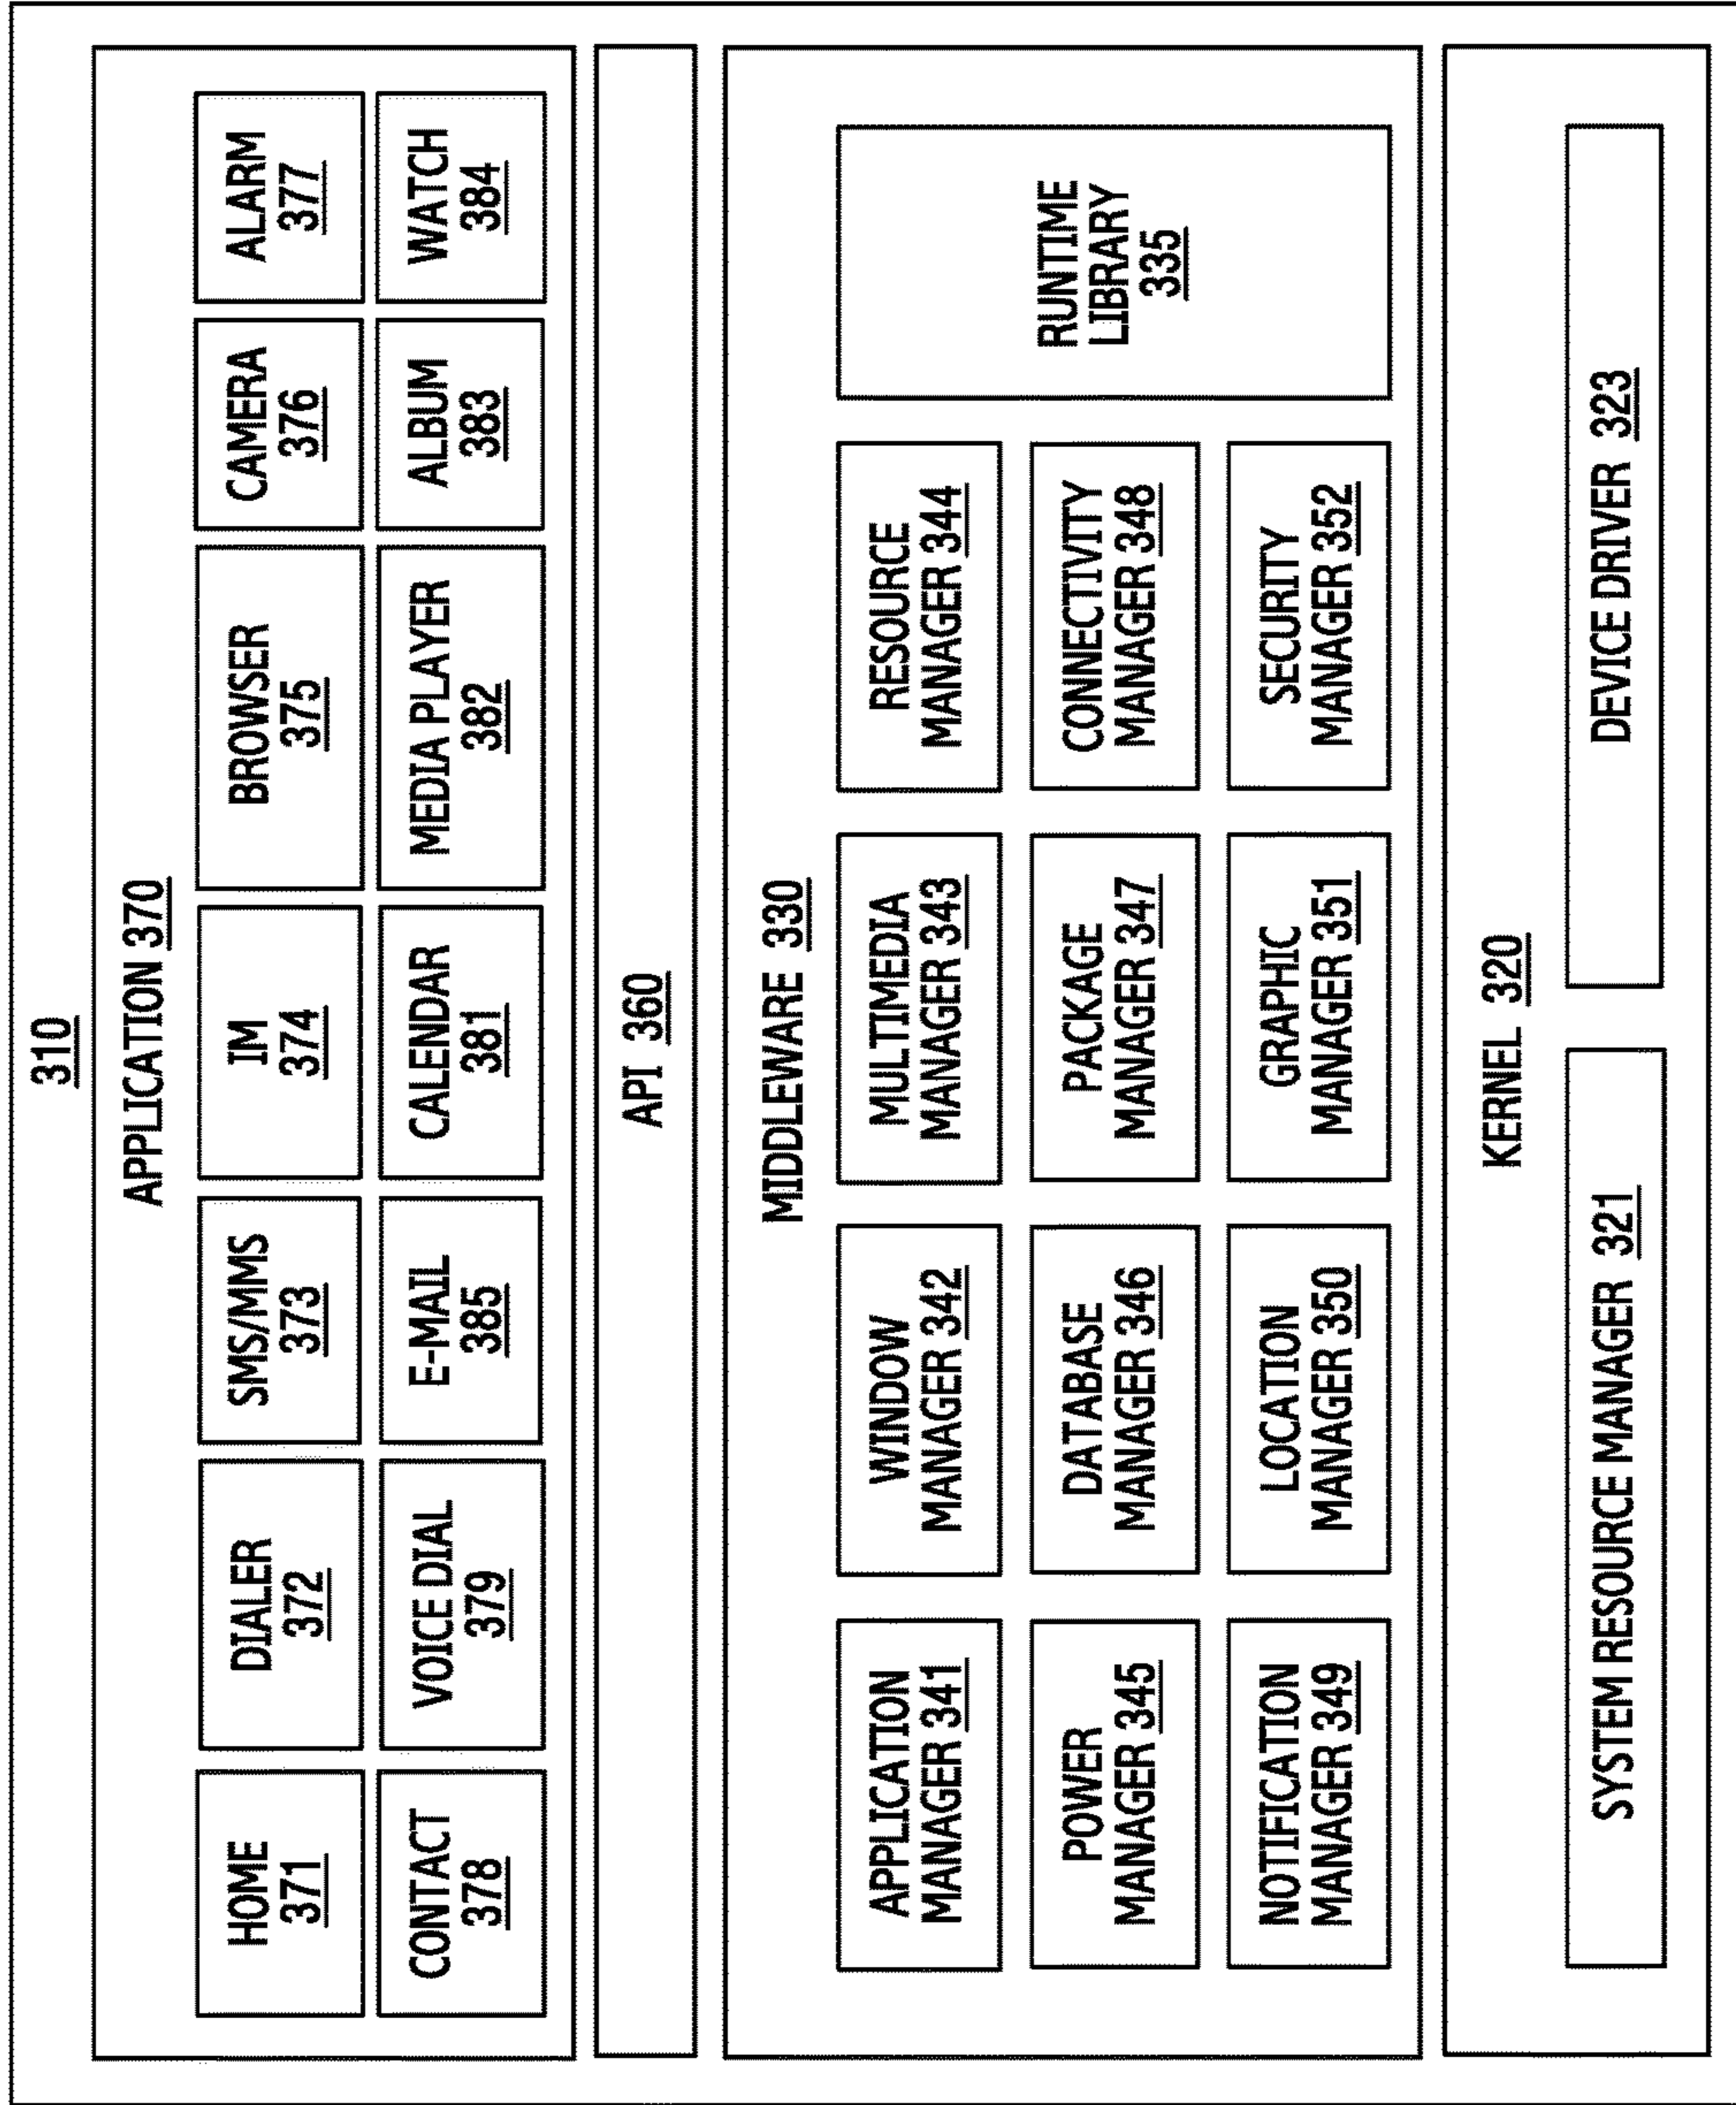 310
APPLICATION 370
HOME
371
DIALER
372
SMS/MMS
373
IM
374
BROWSER
375
CAMERA
376
ALARM
377
CONTACT
378
VOICE DIAL
379
E-MAIL
385
CALENDAR
381
MEDIA PLAYER
382
ALBUM
383
WATCH
384
API 360
MIDDLEWARE 330
APPLICATION
MANAGER 341
WINDOW
MANAGER 342
MULTIMEDIA
MANAGER 343
RESOURCE
MANAGER 344
POWER
MANAGER 345
DATABASE
MANAGER 346
PACKAGE
MANAGER 347
CONNECTIVITY
MANAGER 348
NOTIFICATION
MANAGER 349
LOCATION
MANAGER 350
GRAPHIC
MANAGER 351
SECURITY
MANAGER 352
RUNTIME
LIBRARY
335
KERNEL 320
SYSTEM RESOURCE MANAGER 321
DEVICE DRIVER 323